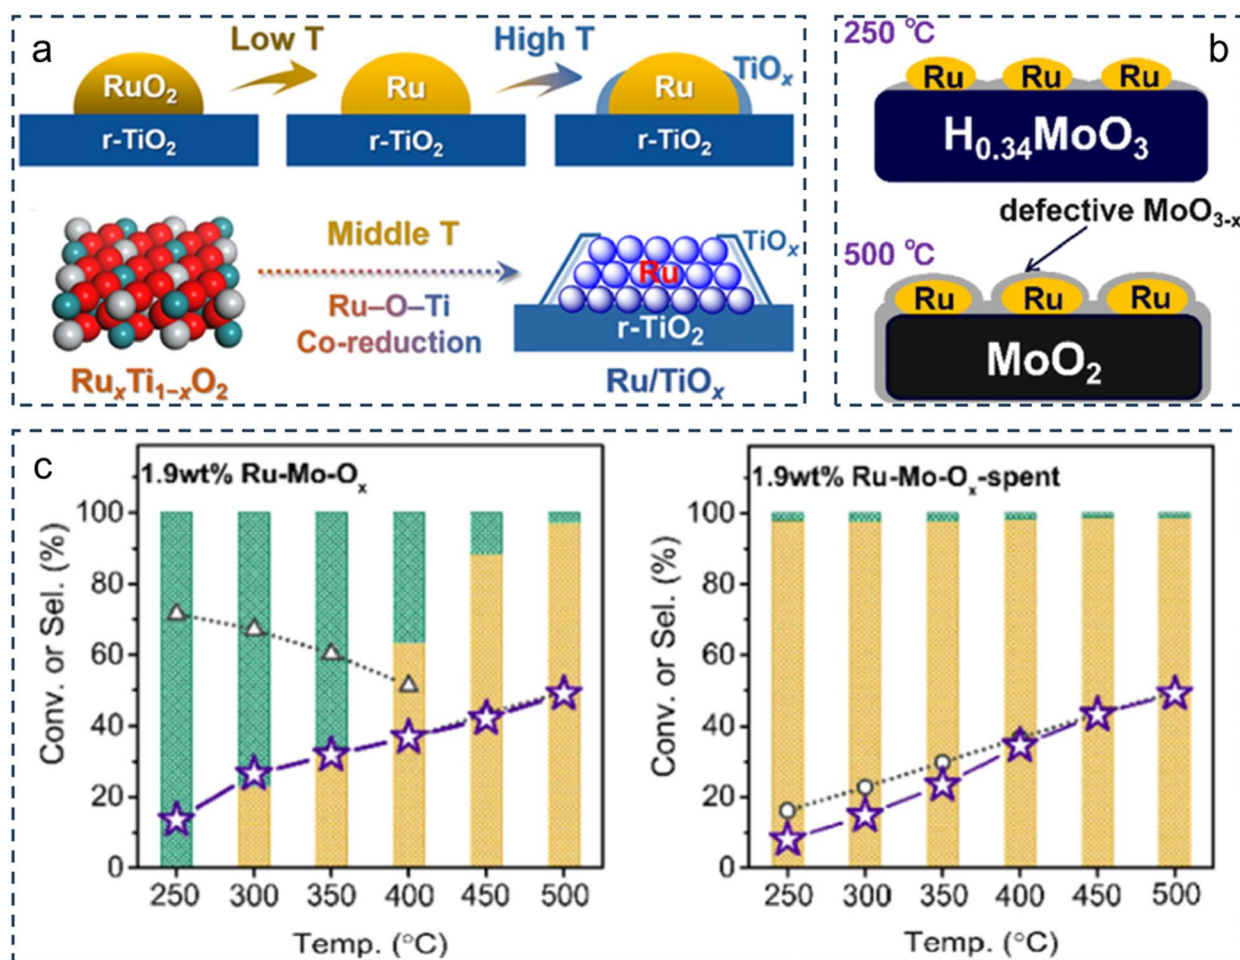 a
Low T
High T
RuO2
Ru
Ru
TiOx
r-TiO2
r-TiO2
r-TiO2
Middle T
Ru–O–Ti
Co-reduction
RuxTi1−xO2
Ru
TiOx
r-TiO2
Ru/TiOx
b
250 °C
Ru
Ru
Ru
H0.34MoO3
defective MoO3-x
500 °C
Ru
Ru
Ru
MoO2
c
1.9wt% Ru-Mo-Ox
Conv. or Sel. (%)
100
80
60
40
20
0
250 300 350 400 450 500
Temp. (°C)
1.9wt% Ru-Mo-Ox-spent
Conv. or Sel. (%)
100
80
60
40
20
0
250 300 350 400 450 500
Temp. (°C)